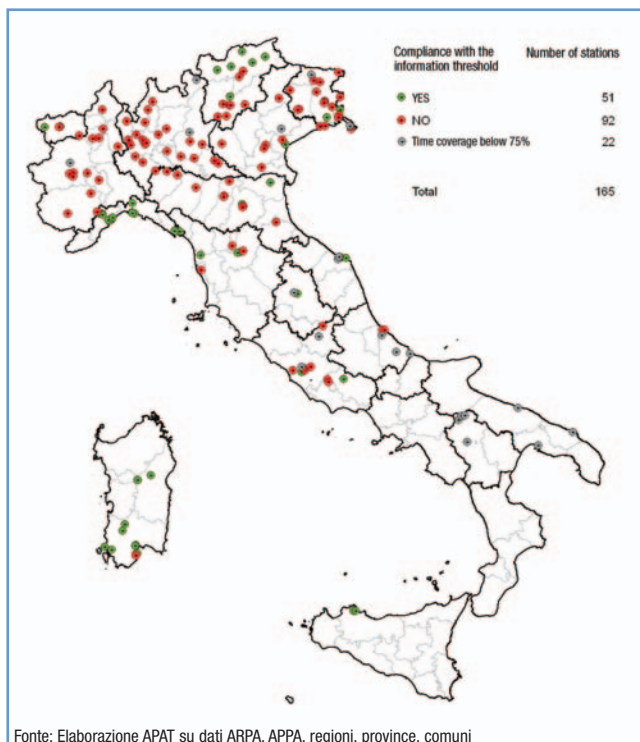 Compliance with the Number of stations
information threshold
YES 51
NO 92
Time coverage below 75% 22
Total 165
Fonte: Elaborazione APAT su dati ARPA, APPA, regioni, province, comuni